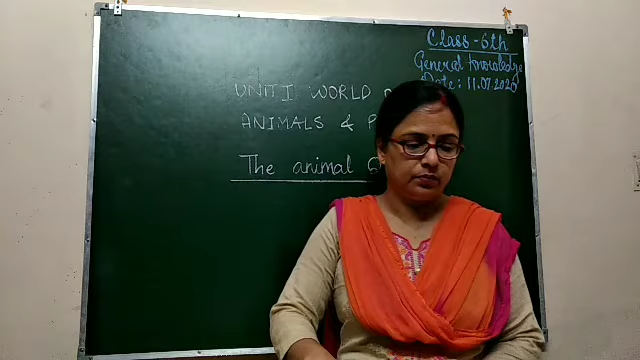 Class - 6th
General knowledge
Date: 11.07.2020
UNIT I WORLD
ANIMALS & P
The animal